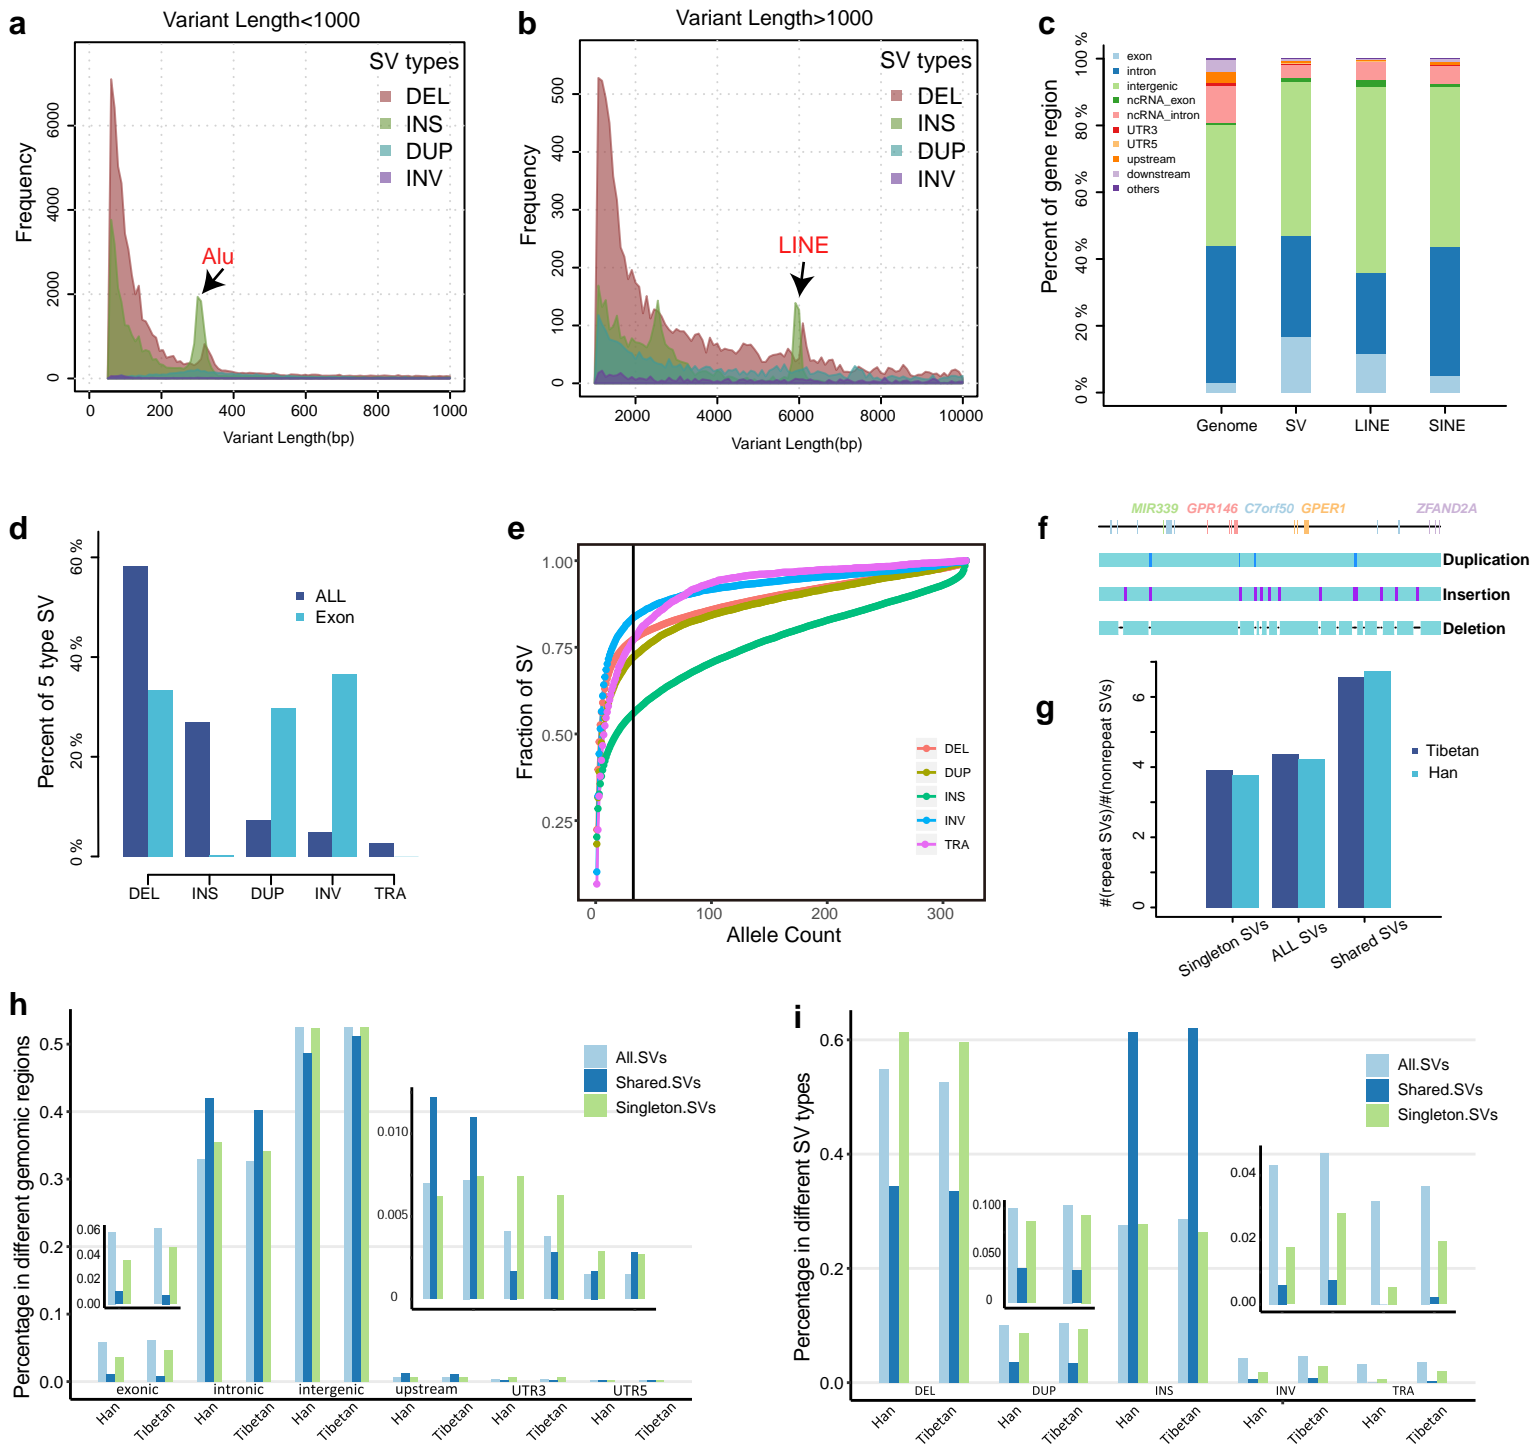 a
Variant Length<1000
SV types
DEL
INS
DUP
INV
Alu
Frequency
0
2000
4000
6000
0
200
400
600
800
1000
Variant Length(bp)
b
Variant Length>1000
SV types
DEL
INS
DUP
INV
LINE
Frequency
0
100
200
300
400
500
2000
4000
6000
8000
10000
Variant Length(bp)
c
exon
intron
intergenic
ncRNA_exon
ncRNA_intron
UTR3
UTR5
upstream
downstream
others
Percent of gene region
0 %
20 %
40 %
60 %
80 %
100 %
Genome
SV
LINE
SINE
d
Percent of 5 type SV
0 %
20 %
40 %
60 %
ALL
Exon
DEL
INS
DUP
INV
TRA
e
Fraction of SV
1.00
0.75
0.50
0.25
DEL
DUP
INS
INV
TRA
0
100
200
300
Allele Count
f
MIR339 GPR146 C7orf50 GPER1 ZFAND2A
Duplication
Insertion
Deletion
g
#(repeat SVs)/#(nonrepeat SVs)
0
2
4
6
Tibetan
Han
Singleton SVs
ALL SVs
Shared SVs
h
Percentage in different gemomic regions
0.5
0.4
0.3
0.2
0.1
0.0
All.SVs
Shared.SVs
Singleton.SVs
0.06
0.04
0.02
0.00
0.010
0.005
0
exonic
intronic
intergenic
upstream
UTR3
UTR5
Han
Tibetan
Han
Tibetan
Han
Tibetan
Han
Tibetan
Han
Tibetan
Han
Tibetan
i
Percentage in different SV types
0.6
0.4
0.2
0.0
All.SVs
Shared.SVs
Singleton.SVs
0.100
0.050
0
0.04
0.02
0.00
DEL
DUP
INS
INV
TRA
Han
Tibetan
Han
Tibetan
Han
Tibetan
Han
Tibetan
Han
Tibetan